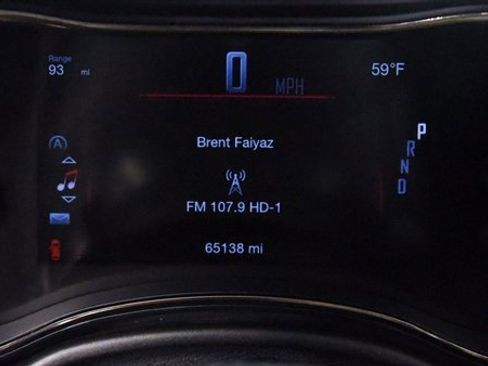 Range
93 mi
0 MPH
59°F
Brent Faiyaz
A
FM 107.9 HD-1
65138 mi
P
R
N
D